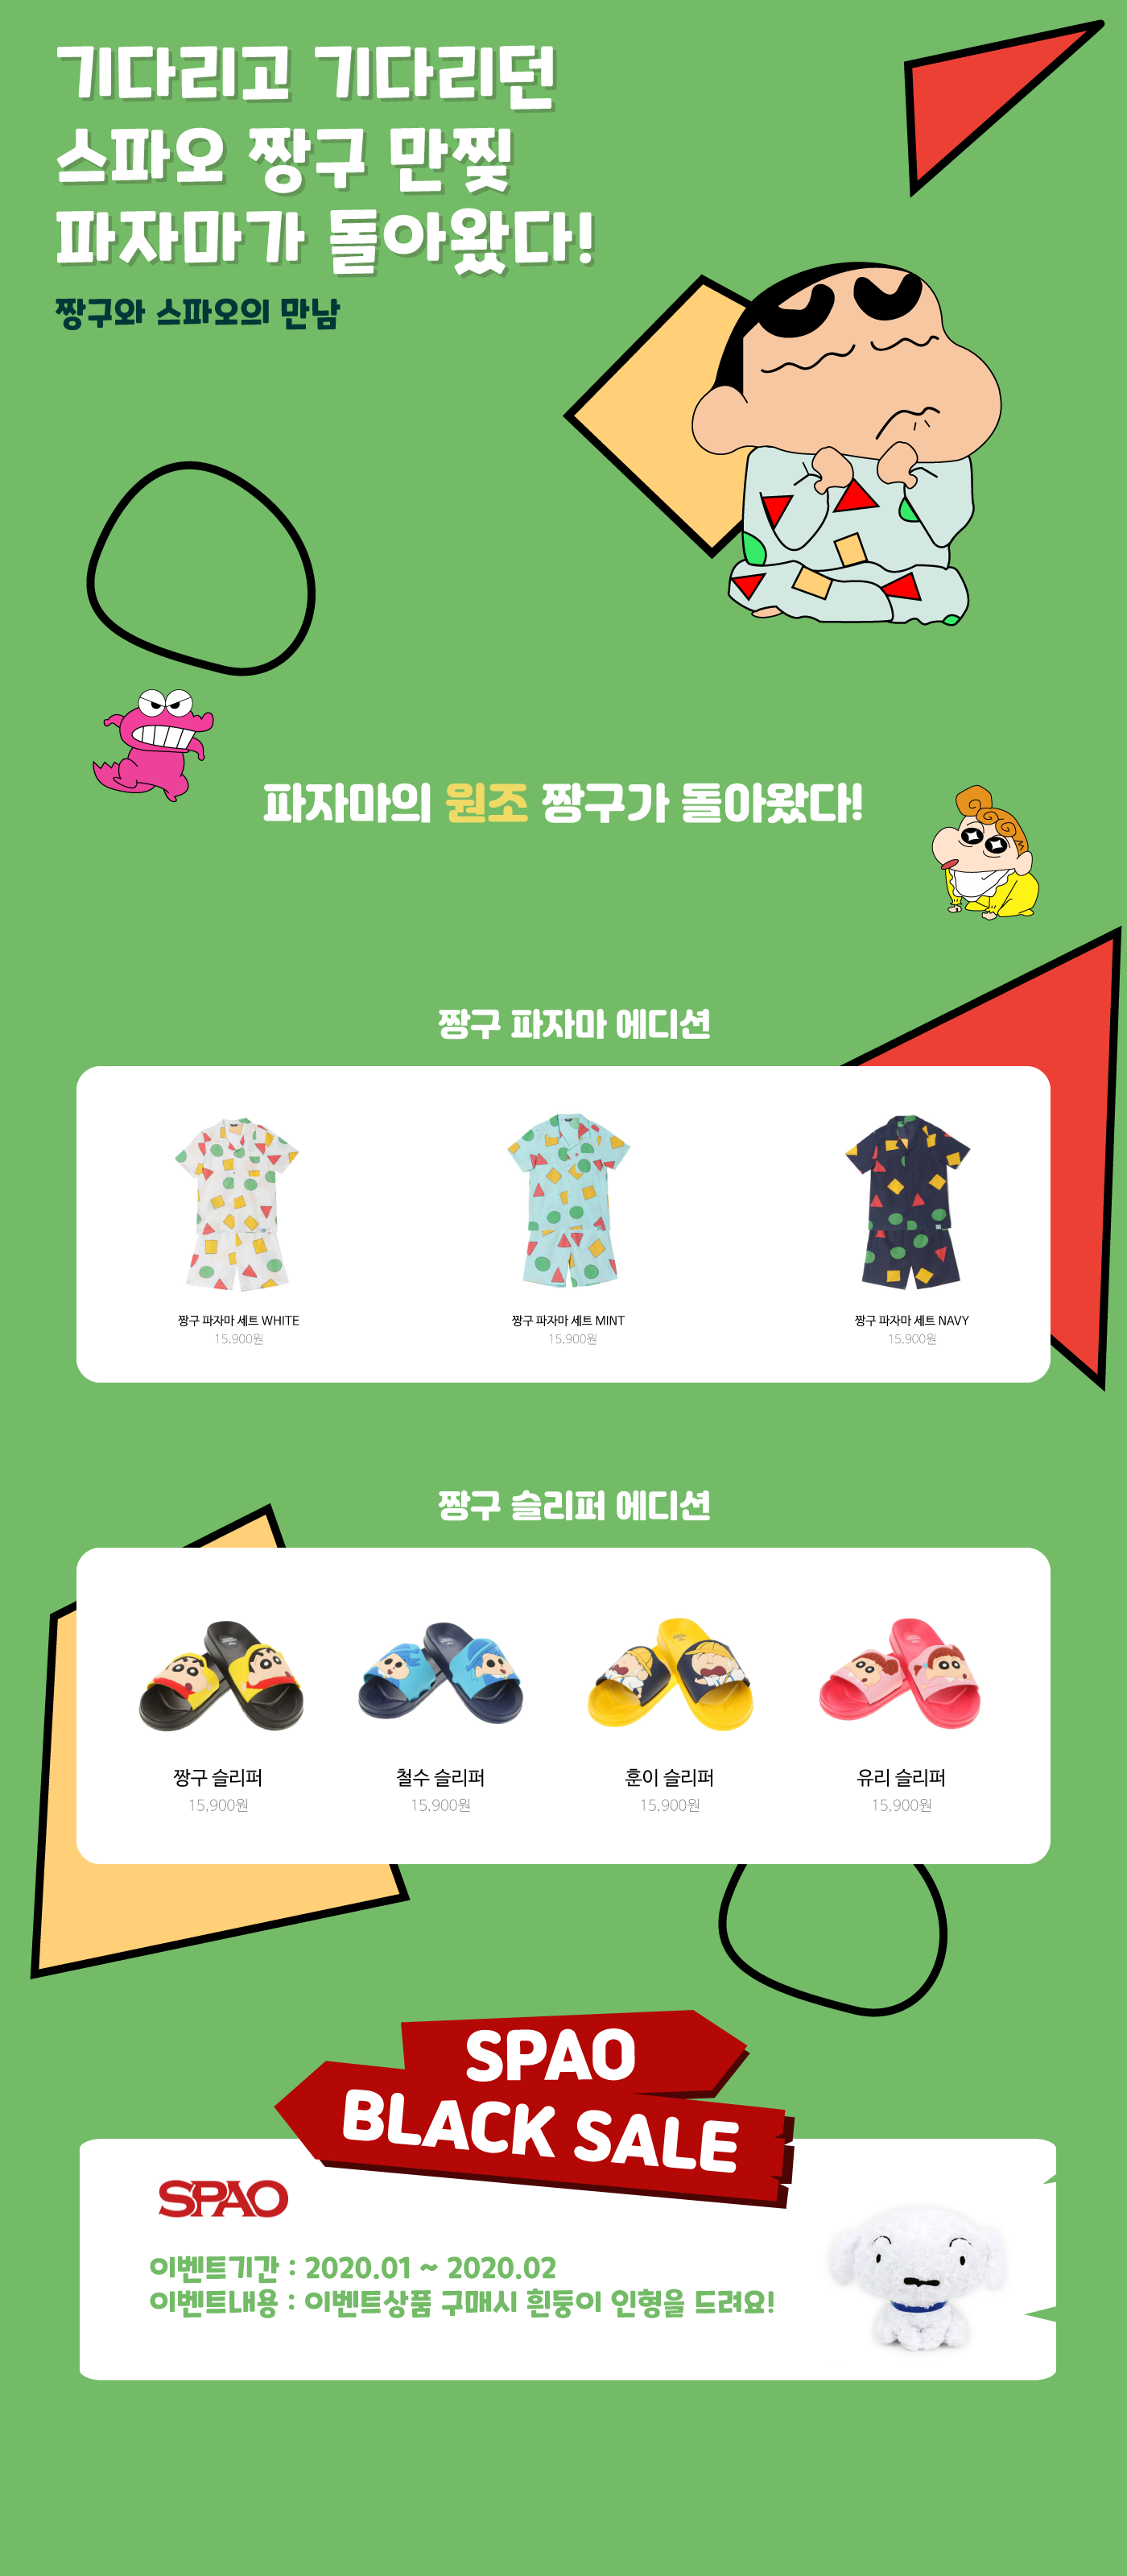 기다리고 기다리던
스파오 짱구 만찢
파자마가 돌아왔다!
짱구와 스파오의 만남
파자마의 원조 짱구가 돌아왔다!
짱구 파자마 에디션
짱구 파자마 세트 WHITE
15,900원
짱구 파자마 세트 MINT
15,900원
짱구 파자마 세트 NAVY
15,900원
짱구 슬리퍼 에디션
짱구 슬리퍼
15,900원
철수 슬리퍼
15,900원
훈이 슬리퍼
15,900원
유리 슬리퍼
15,900원
SPAO
BLACK SALE
SPAO
이벤트기간 : 2020.01 ~ 2020.02
이벤트내용 : 이벤트상품 구매시 흰둥이 인형을 드려요!